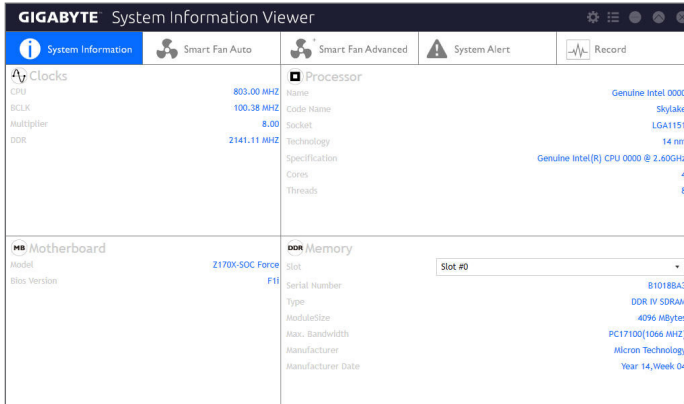 GIGABYTE™ System Information Viewer
System Information
Smart Fan Auto
Smart Fan Advanced
System Alert
Record
Clocks
CPU 803.00 MHZ
BCLK 100.38 MHZ
Multiplier 8.00
DDR 2141.11 MHZ
Processor
Name Genuine Intel 0000
Code Name Skylake
Socket LGA1151
Technology 14 nm
Specification Genuine Intel(R) CPU 0000 @ 2.60GHz
Cores 4
Threads 8
MB Motherboard
Model Z170X-SOC Force
Bios Version F1i
DDR Memory
Slot Slot #0
Serial Number B1018BA3
Type DDR IV SDRAM
ModuleSize 4096 MBytes
Max. Bandwidth PC17100(1066 MHZ)
Manufacturer Micron Technology
Manufacturer Date Year 14,Week 04